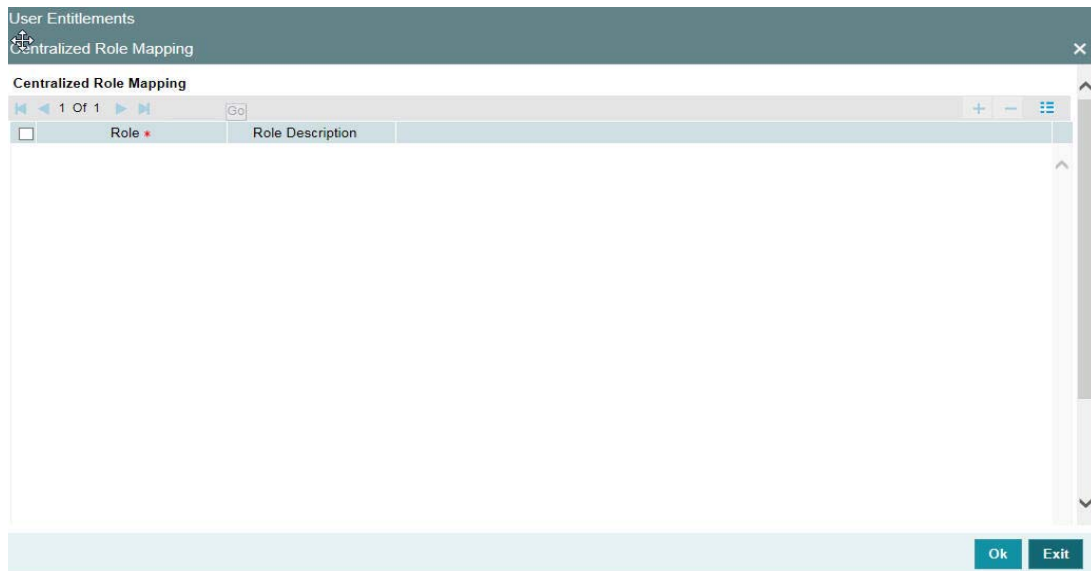 User Entitlements
Centralized Role Mapping
Centralized Role Mapping
1 Of 1 Go
Role * Role Description
Ok Exit